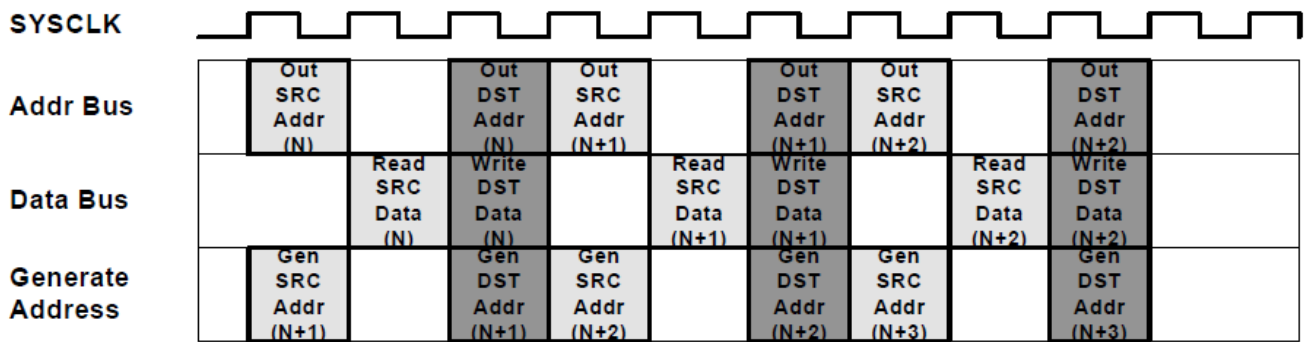 SYSCLK
Addr Bus
Out
SRC
Addr
(N)
Out
DST
Addr
(N)
Out
SRC
Addr
(N+1)
Out
DST
Addr
(N+1)
Out
SRC
Addr
(N+2)
Out
DST
Addr
(N+2)
Data Bus
Read
SRC
Data
(N)
Write
DST
Data
(N)
Read
SRC
Data
(N+1)
Write
DST
Data
(N+1)
Read
SRC
Data
(N+2)
Write
DST
Data
(N+2)
Generate
Address
Gen
SRC
Addr
(N+1)
Gen
DST
Addr
(N+1)
Gen
SRC
Addr
(N+2)
Gen
DST
Addr
(N+2)
Gen
SRC
Addr
(N+3)
Gen
DST
Addr
(N+3)